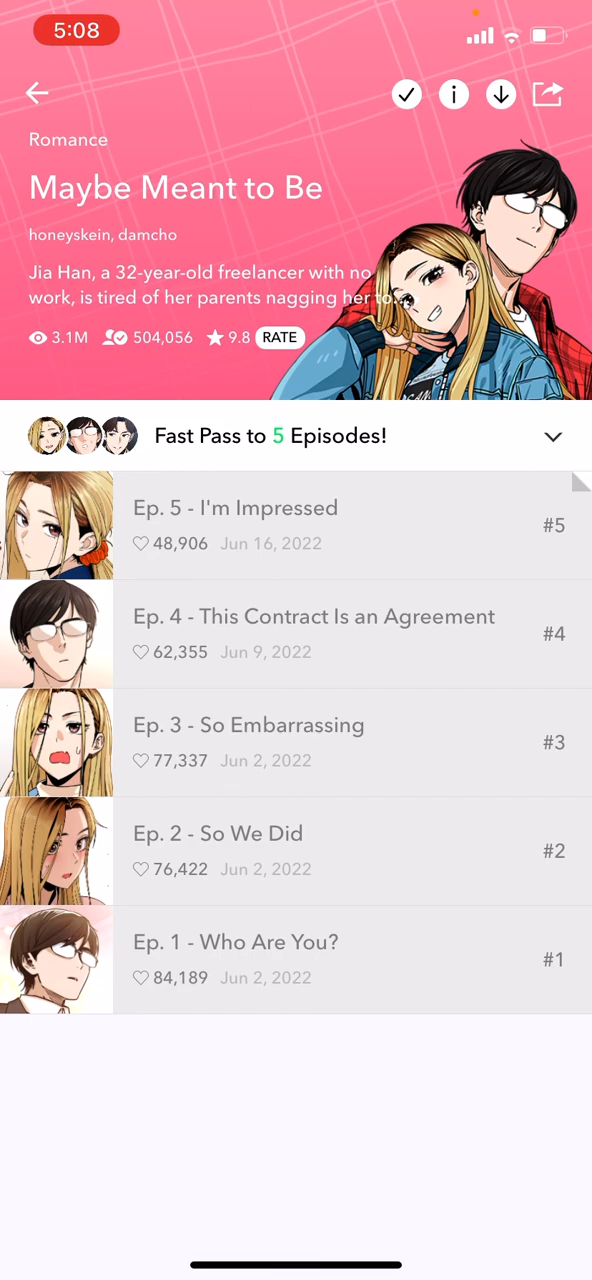 5:08
Romance
Maybe Meant to Be
honeyskein, damcho
Jia Han, a 32-year-old freelancer with no
work, is tired of her parents nagging her to...
3.1M 504,056 9.8 RATE
Fast Pass to 5 Episodes!
Ep. 5 - I'm Impressed
48,906 Jun 16, 2022
#5
Ep. 4 - This Contract Is an Agreement
62,355 Jun 9, 2022
#4
Ep. 3 - So Embarrassing
77,337 Jun 2, 2022
#3
Ep. 2 - So We Did
76,422 Jun 2, 2022
#2
Ep. 1 - Who Are You?
84,189 Jun 2, 2022
#1